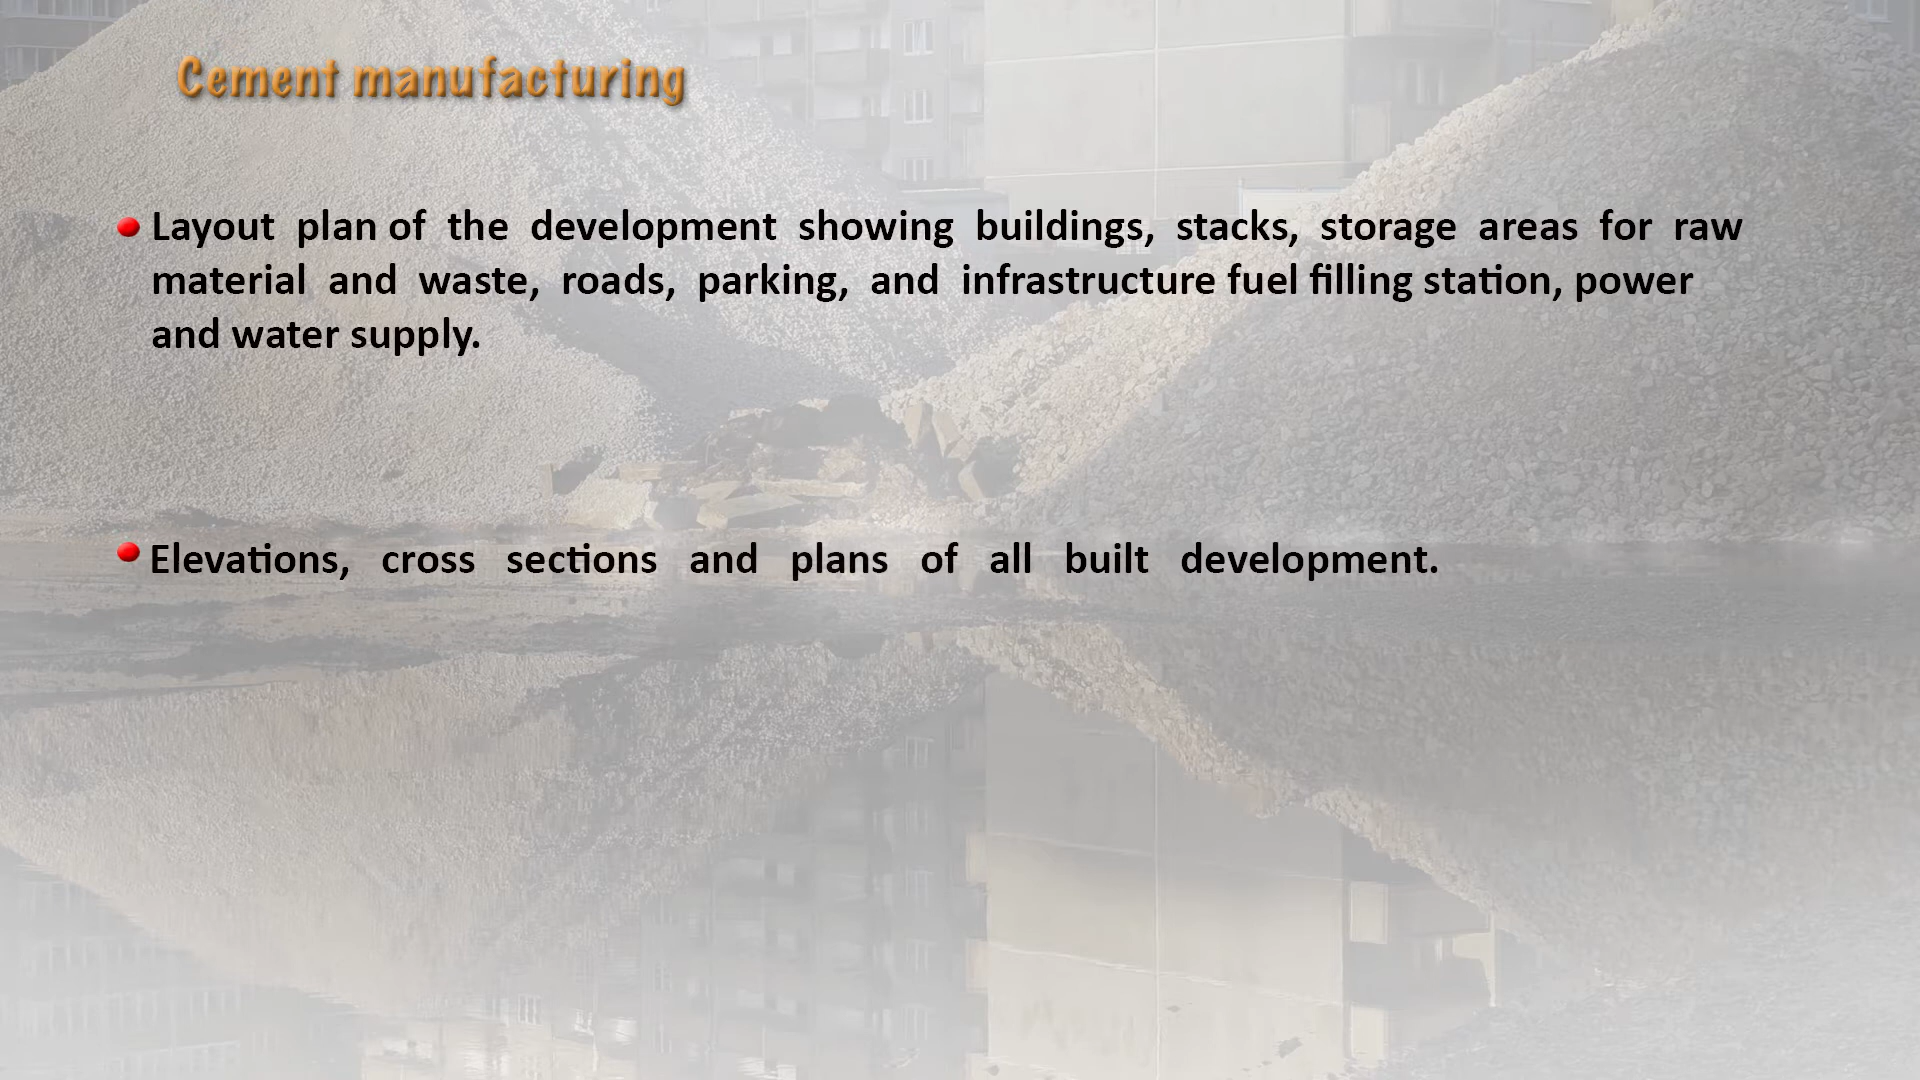 Cement manufacturing
Layout plan of the development showing buildings, stacks, storage areas for raw
material and waste, roads, parking, and infrastructure fuel filling station, power
and water supply.
Elevations, cross sections and plans of all built development.